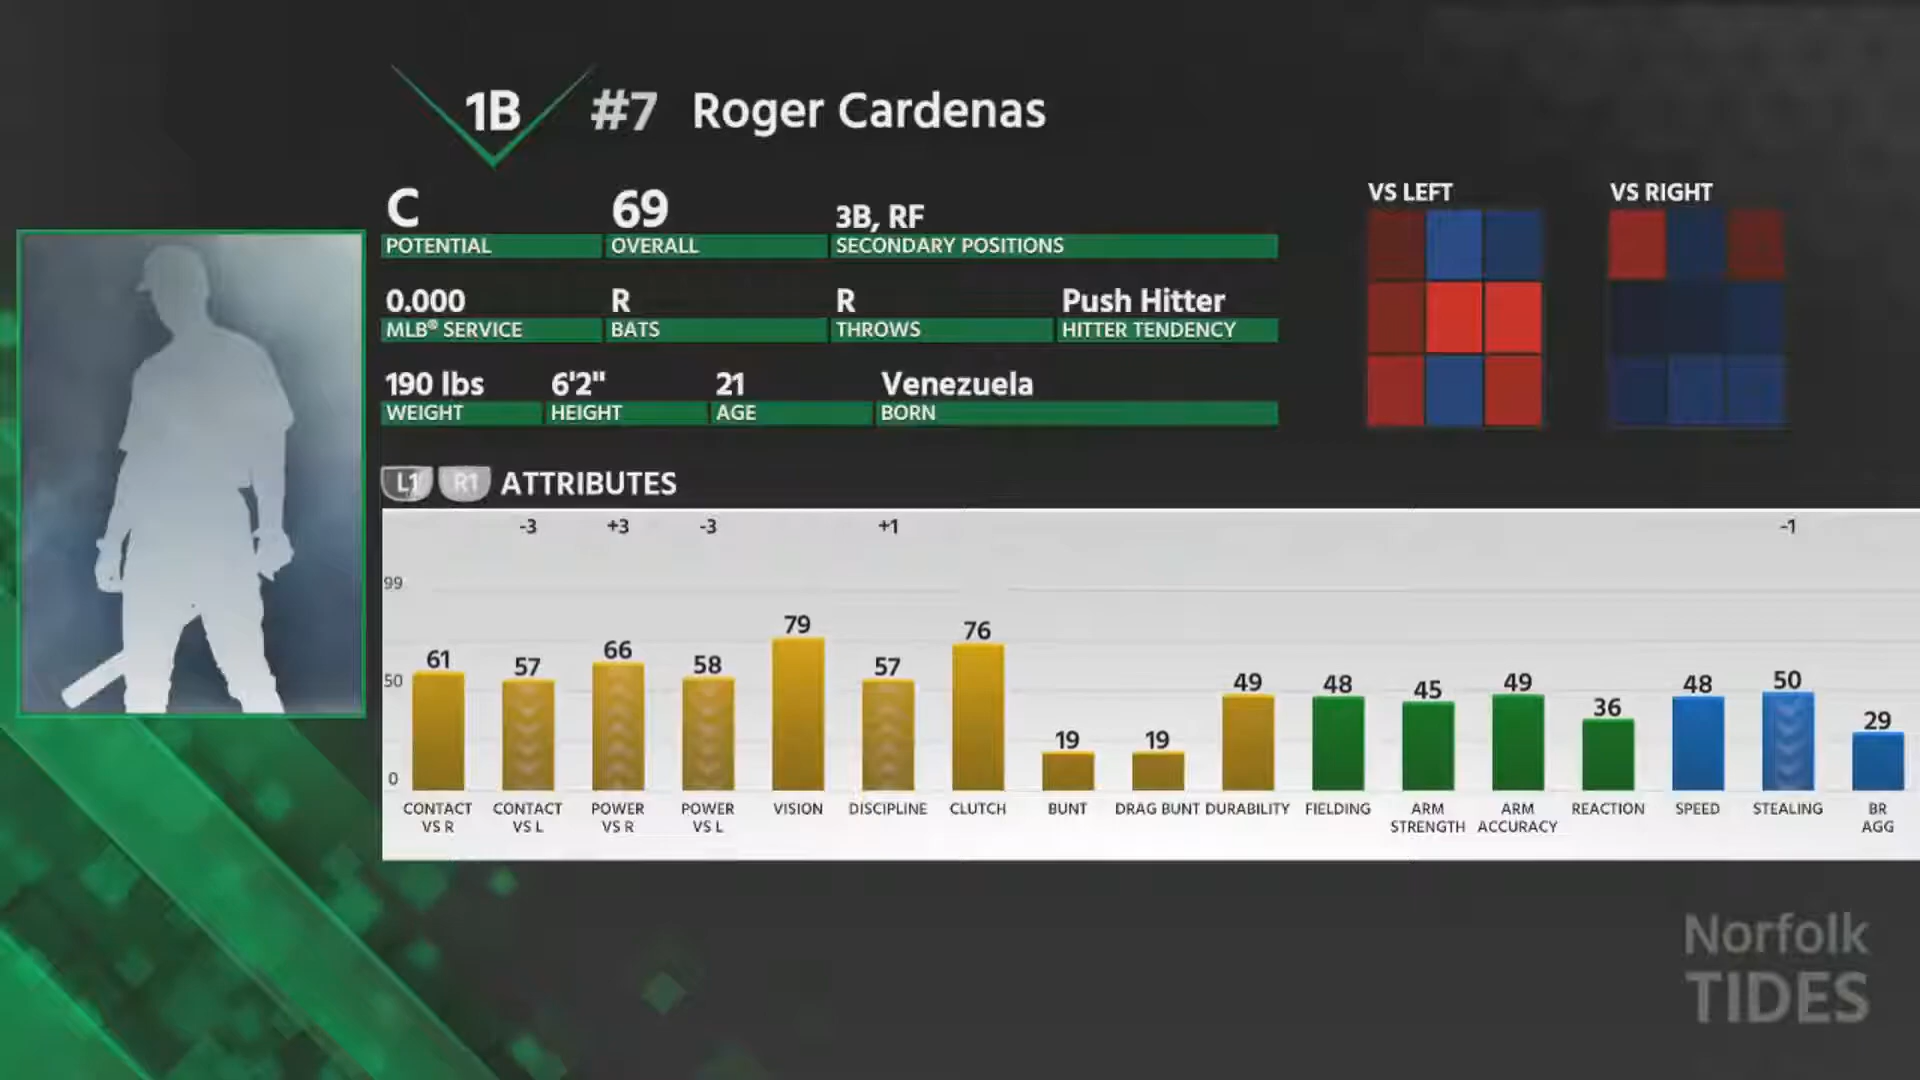 1B #7 Roger Cardenas
C 69 3B, RF
POTENTIAL OVERALL SECONDARY POSITIONS
0.000 R R Push Hitter
MLB® SERVICE BATS THROWS HITTER TENDENCY
190 lbs 6'2" 21 Venezuela
WEIGHT HEIGHT AGE BORN
VS LEFT VS RIGHT
L1 R1 ATTRIBUTES
-3 +3 -3 +1 -1
99
50
0
61 57 66 58 79 57 76 19 19 49 48 45 49 36 48 50 29
CONTACT CONTACT POWER POWER VISION DISCIPLINE CLUTCH BUNT DRAG BUNT DURABILITY FIELDING ARM ARM REACTION SPEED STEALING BR
VS R VS L VS R VS L STRENGTH ACCURACY AGG
Norfolk
TIDES